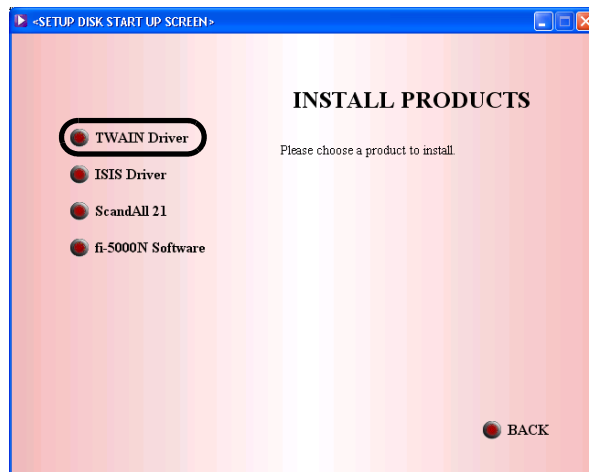 <SETUP DISK START UP SCREEN>
INSTALL PRODUCTS
Please choose a product to install.
TWAIN Driver
ISIS Driver
ScandAll 21
fi-5000N Software
BACK